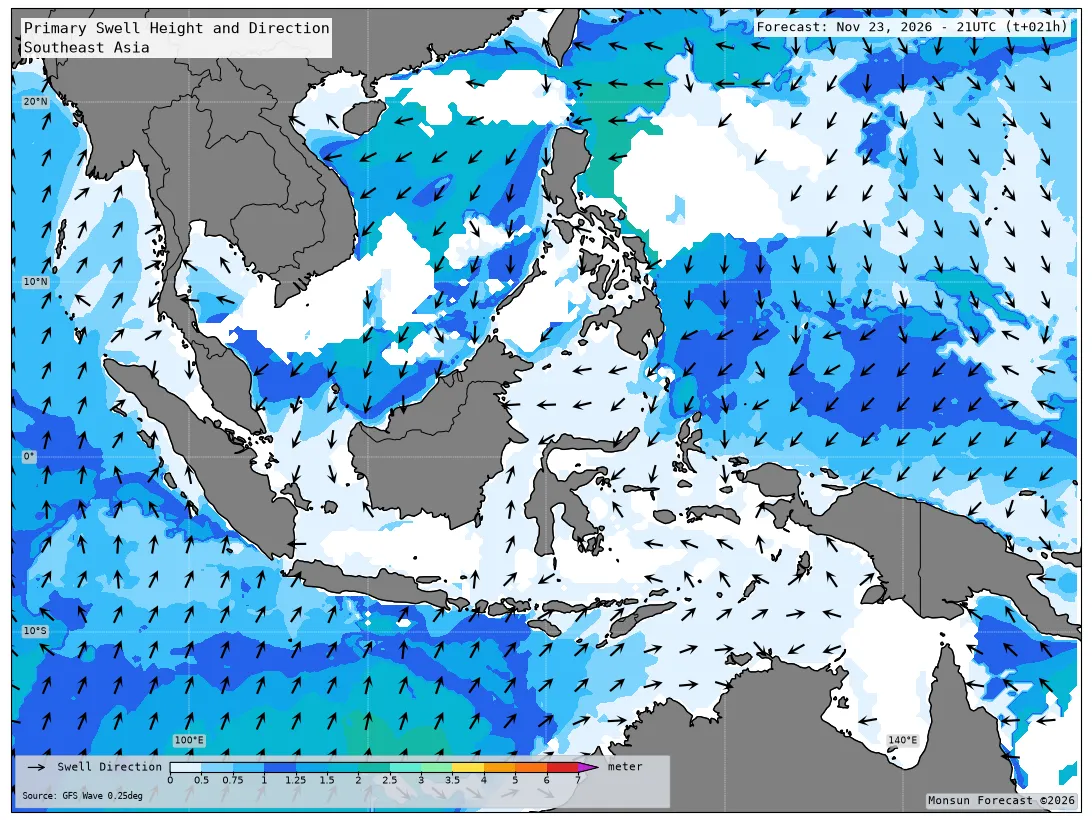 Primary Swell Height and Direction
Southeast Asia
Forecast: Nov 23, 2026 - 21UTC (t+021h)
20°N
10°N
0°
10°S
100°E
140°E
Swell Direction
0 0.5 0.75 1 1.25 1.5 2 2.5 3 3.5 4 5 6 7
meter
Source: GFS Wave 0.25deg
Monsun Forecast ©2026